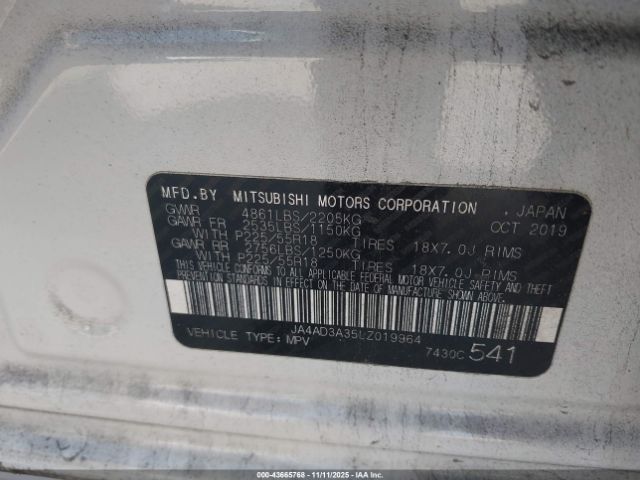 MFD.BY MITSUBISHI MOTORS CORPORATION , JAPAN
GVWR 4861LBS/2205KG OCT 2019
GAWR FR 2535LBS/1150KG
WITH P225/55R18 TIRES 18X7.0J RIMS
GAWR RR 2756LBS/1250KG
WITH P225/55R18 TIRES 18X7.0J RIMS
THIS VEHICLE CONFORMS TO ALL APPLICABLE FEDERAL MOTOR VEHICLE SAFETY AND THEFT PREVENTION STANDARDS IN EFFECT ON THE DATE OF MANUFACTURE SHOWN ABOVE.
JA4AD3A35LZ019964
VEHICLE TYPE: MPV 7430C 541
000-43665768 - 11/11/2025 - IAAI.COM